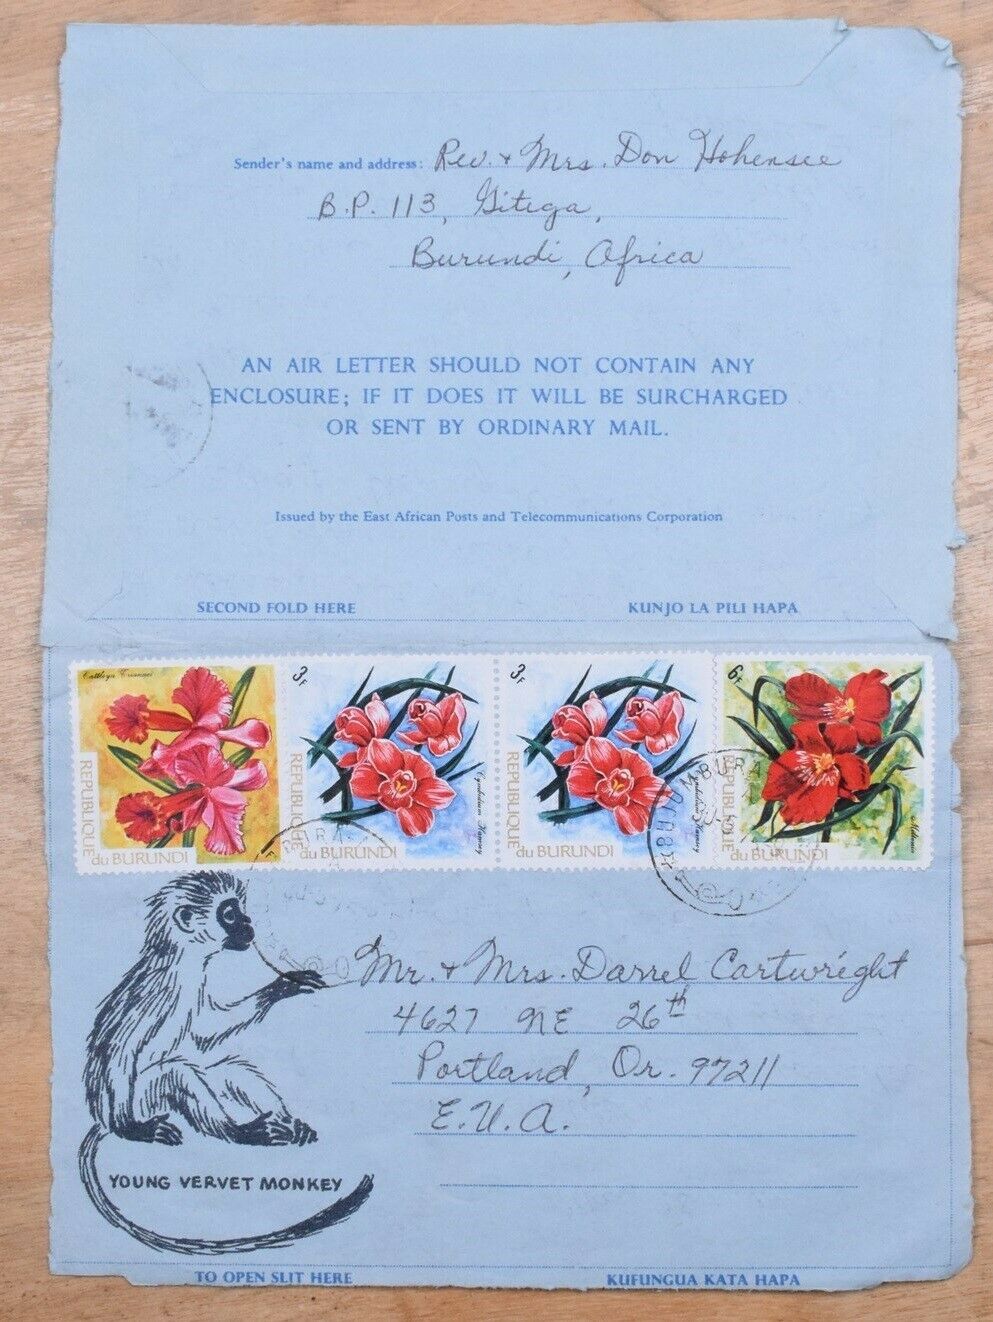 Sender's name and address: Rev. & Mrs. Don Hohensee
B.P. 113, Gitega,
Burundi, Africa
AN AIR LETTER SHOULD NOT CONTAIN ANY
ENCLOSURE; IF IT DOES IT WILL BE SURCHARGED
OR SENT BY ORDINARY MAIL.
Issued by the East African Posts and Telecommunications Corporation
SECOND FOLD HERE KUNJO LA PILI HAPA
REPUBLIQUE
du BURUNDI
3F
Cymbidium
REPUBLIQUE
du BURUNDI
3F
Cymbidium
REPUBLIQUE
du BURUNDI
6F
REPUBLIQUE
du BURUNDI
Mr. & Mrs. Darrel Cartwright
4627 NE 26th
Portland, Or. 97211
E.U.A.
YOUNG VERVET MONKEY
TO OPEN SLIT HERE KUFUNGUA KATA HAPA